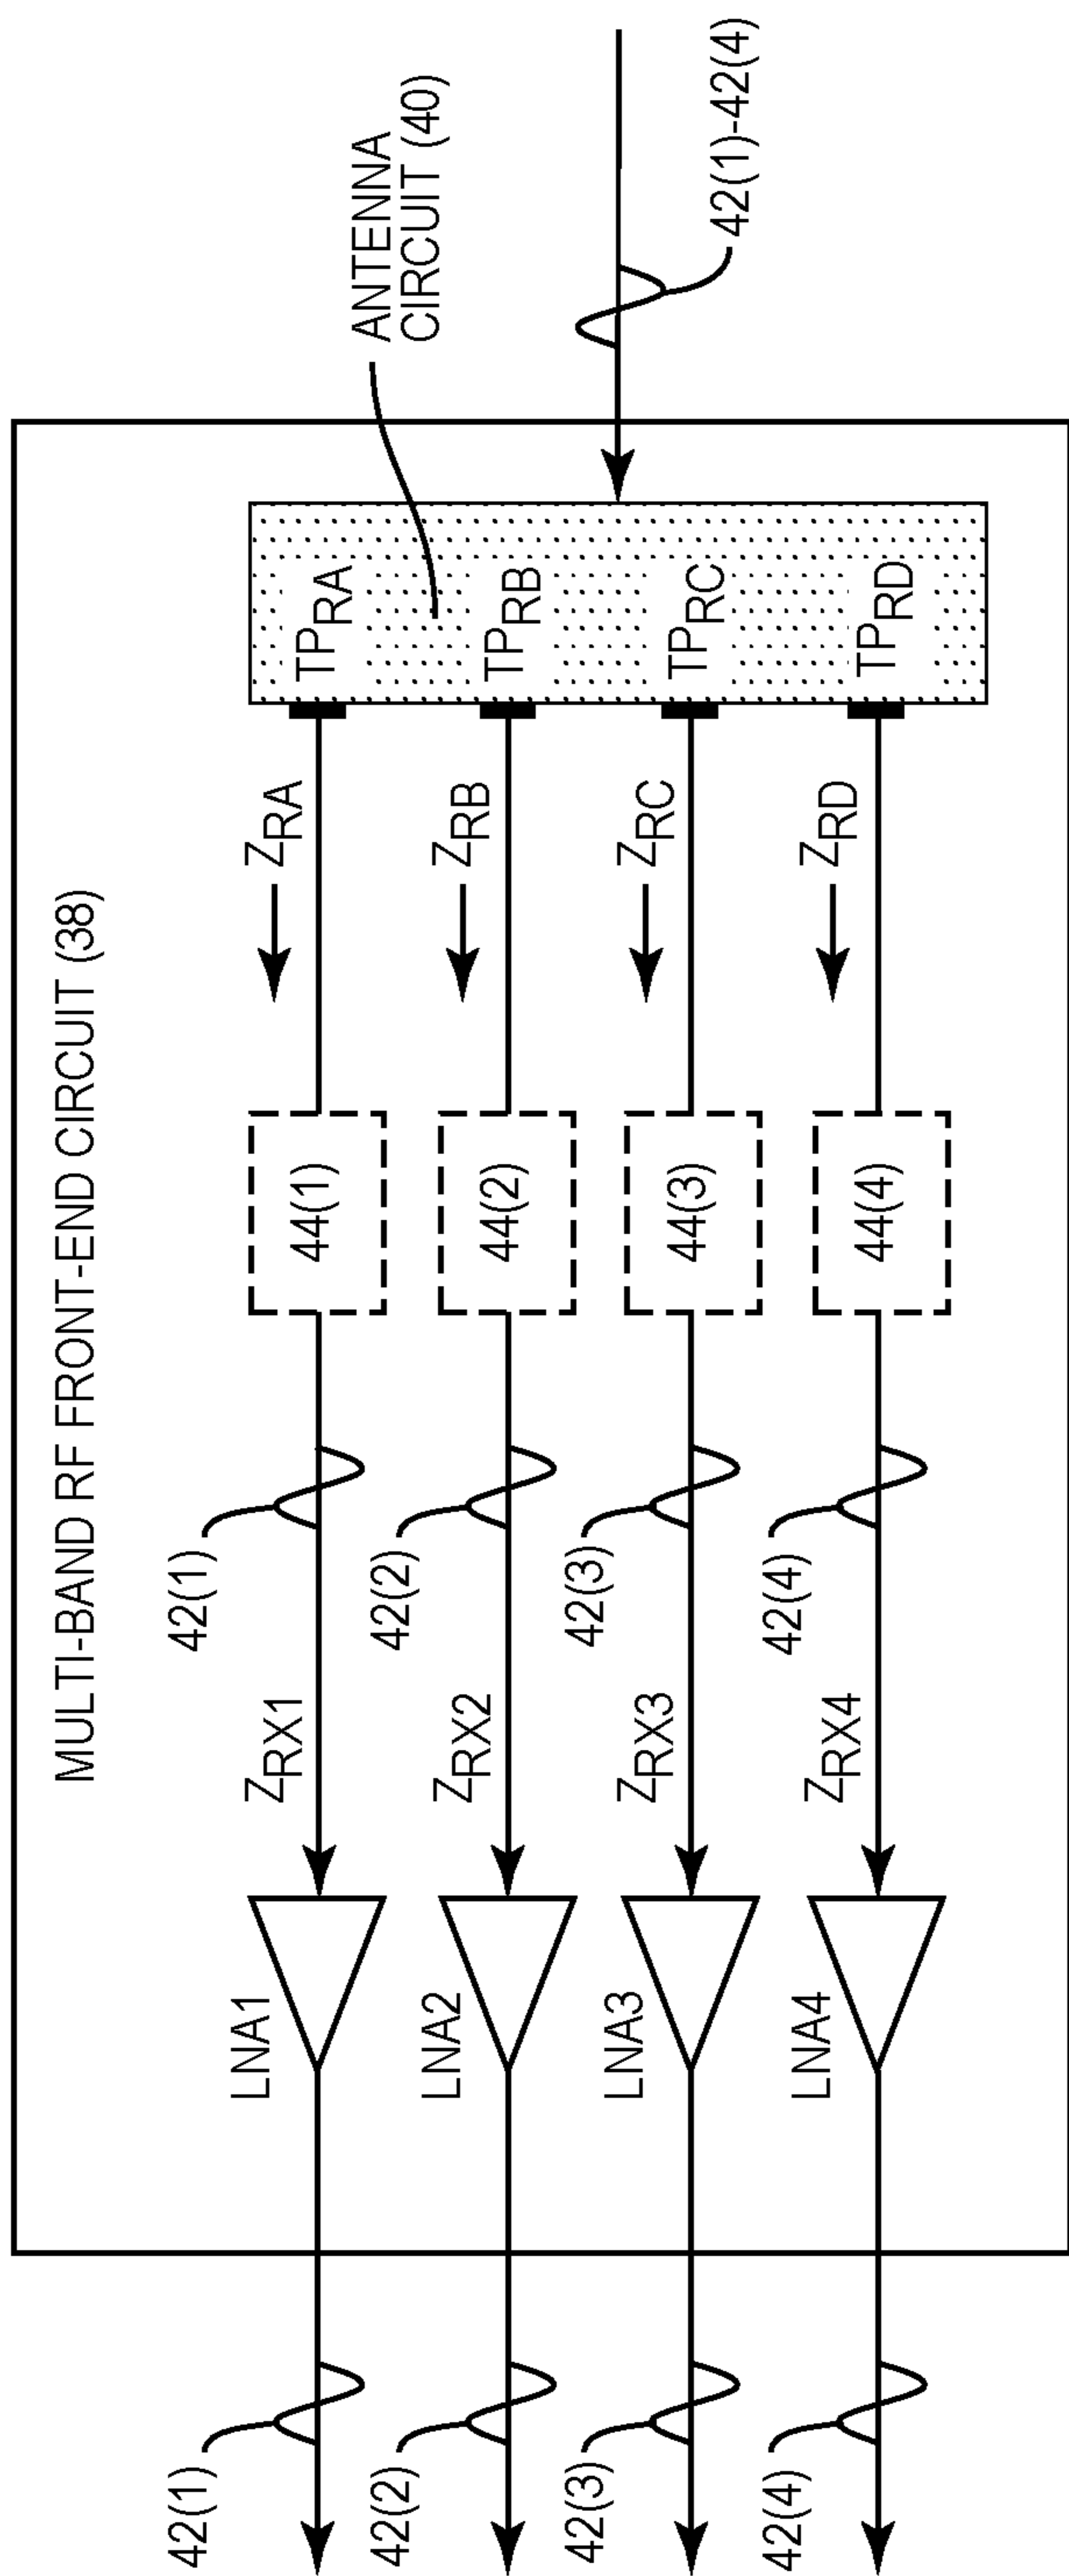 MULTI-BAND RF FRONT-END CIRCUIT (38)
ANTENNA
CIRCUIT (40)
42(1)-42(4)
42(1)
LNA1
ZRX1
42(1)
44(1)
ZRA
TPRA
42(2)
LNA2
ZRX2
42(2)
44(2)
ZRB
TPRB
42(3)
LNA3
ZRX3
42(3)
44(3)
ZRC
TPRC
42(4)
LNA4
ZRX4
42(4)
44(4)
ZRD
TPRD